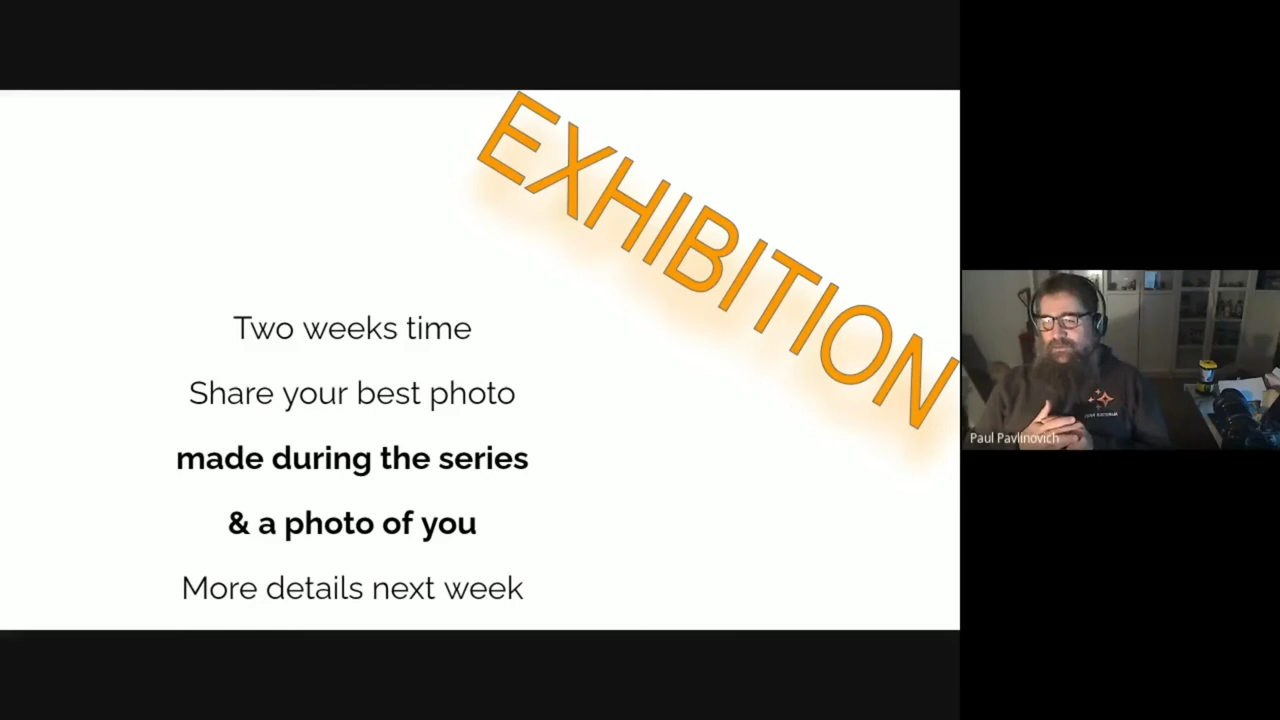 EXHIBITION
Two weeks time
Share your best photo
made during the series
& a photo of you
More details next week
Paul Pavlinovich